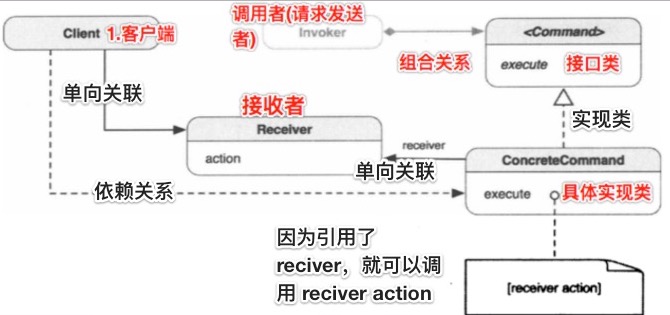 Client 1.客户端
调用者(请求发送
者)
Invoker
<Command>
execute 接口类
组合关系
单向关联
接收者
Receiver
action
receiver
单向关联
实现类
ConcreteCommand
execute 具体实现类
依赖关系
因为引用了
reciver，就可以调
用 reciver action
[receiver action]